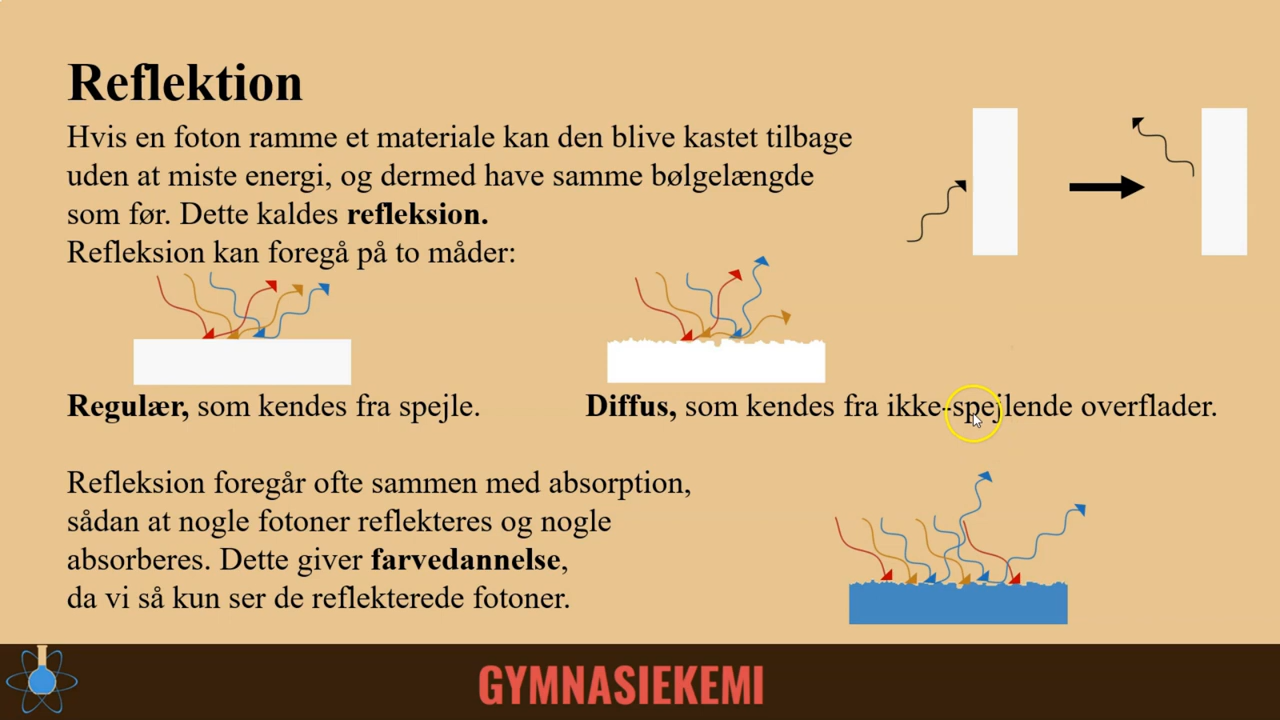 Reflektion
Hvis en foton ramme et materiale kan den blive kastet tilbage
uden at miste energi, og dermed have samme bølgelængde
som før. Dette kaldes refleksion.
Refleksion kan foregå på to måder:
Regulær, som kendes fra spejle.
Diffus, som kendes fra ikke-spejlende overflader.
Refleksion foregår ofte sammen med absorption,
sådan at nogle fotoner reflekteres og nogle
absorberes. Dette giver farvedannelse,
da vi så kun ser de reflekterede fotoner.
GYMNASIEKEMI